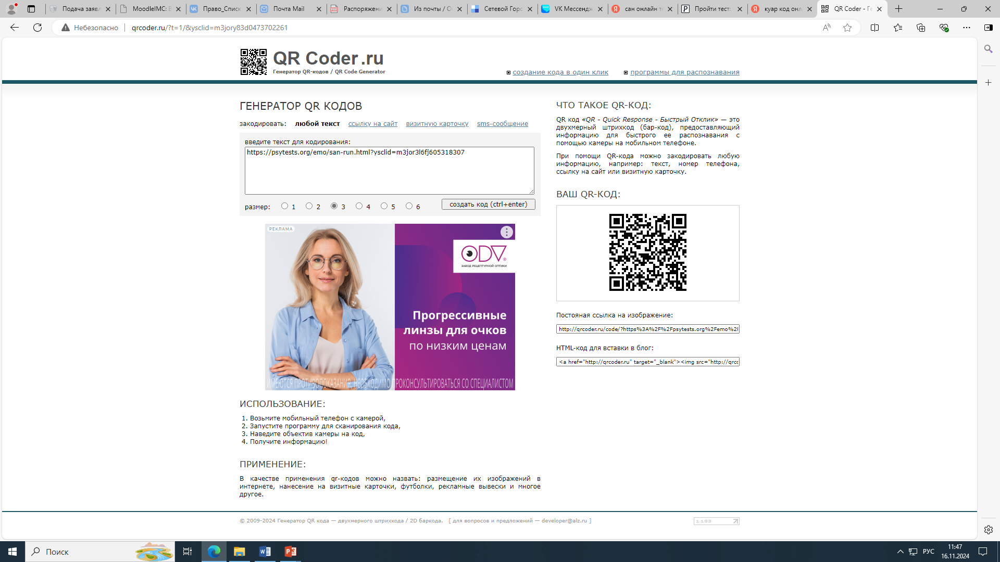 Подача заявл
MoodleIMC: В
Право_Списк
Почта Mail
Распоряжени
Из почты / О
Сетевой Горо
VK Мессендж
сан онлайн те
Пройти тест:
куар код онл
QR Coder - Ге
Небезопасно
qrcoder.ru/?t=1/&ysclid=m3jory83d0473702261
QR Coder.ru
Генератор QR-кодов / QR Code Generator
создание кода в один клик
программы для распознавания
ГЕНЕРАТОР QR КОДОВ
закодировать: любой текст ссылку на сайт визитную карточку sms-сообщение
введите текст для кодирования:
https://psytests.org/emo/san-run.html?ysclid=m3jor3l6fj605318307
размер: 1 2 3 4 5 6 создать код (ctrl+enter)
РЕКЛАМА
ODV
ЗАВОД РЕЦЕПТУРНОЙ ОПТИКИ
Прогрессивные
линзы для очков
по низким ценам
ИМЕЮТСЯ ПРОТИВОПОКАЗАНИЯ, НЕОБХОДИМО ПРОКОНСУЛЬТИРОВАТЬСЯ СО СПЕЦИАЛИСТОМ
ИСПОЛЬЗОВАНИЕ:
1. Возьмите мобильный телефон с камерой,
2. Запустите программу для сканирования кода,
3. Наведите объектив камеры на код,
4. Получите информацию!
ПРИМЕНЕНИЕ:
В качестве применения qr-кодов можно назвать: размещение их изображений в
интернете, нанесение на визитные карточки, футболки, рекламные вывески и многое
другое.
ЧТО ТАКОЕ QR-КОД:
QR код «QR - Quick Response - Быстрый Отклик» — это
двухмерный штрихкод (бар-код), предоставляющий
информацию для быстрого ее распознавания с
помощью камеры на мобильном телефоне.
При помощи QR-кода можно закодировать любую
информацию, например: текст, номер телефона,
ссылку на сайт или визитную карточку.
ВАШ QR-КОД:
Постояная ссылка на изображение:
http://qrcoder.ru/code/?https%3A%2F%2Fpsytests.org%2Femo%2
HTML-код для вставки в блог:
<a href="http://qrcoder.ru" target="_blank"><img src="http://qrc
© 2009-2024 Генератор QR кода — двухмерного штрихкода / 2D баркода. [ для вопросов и предложений — developer@alz.ru ]
Поиск
РУС
11:47
16.11.2024